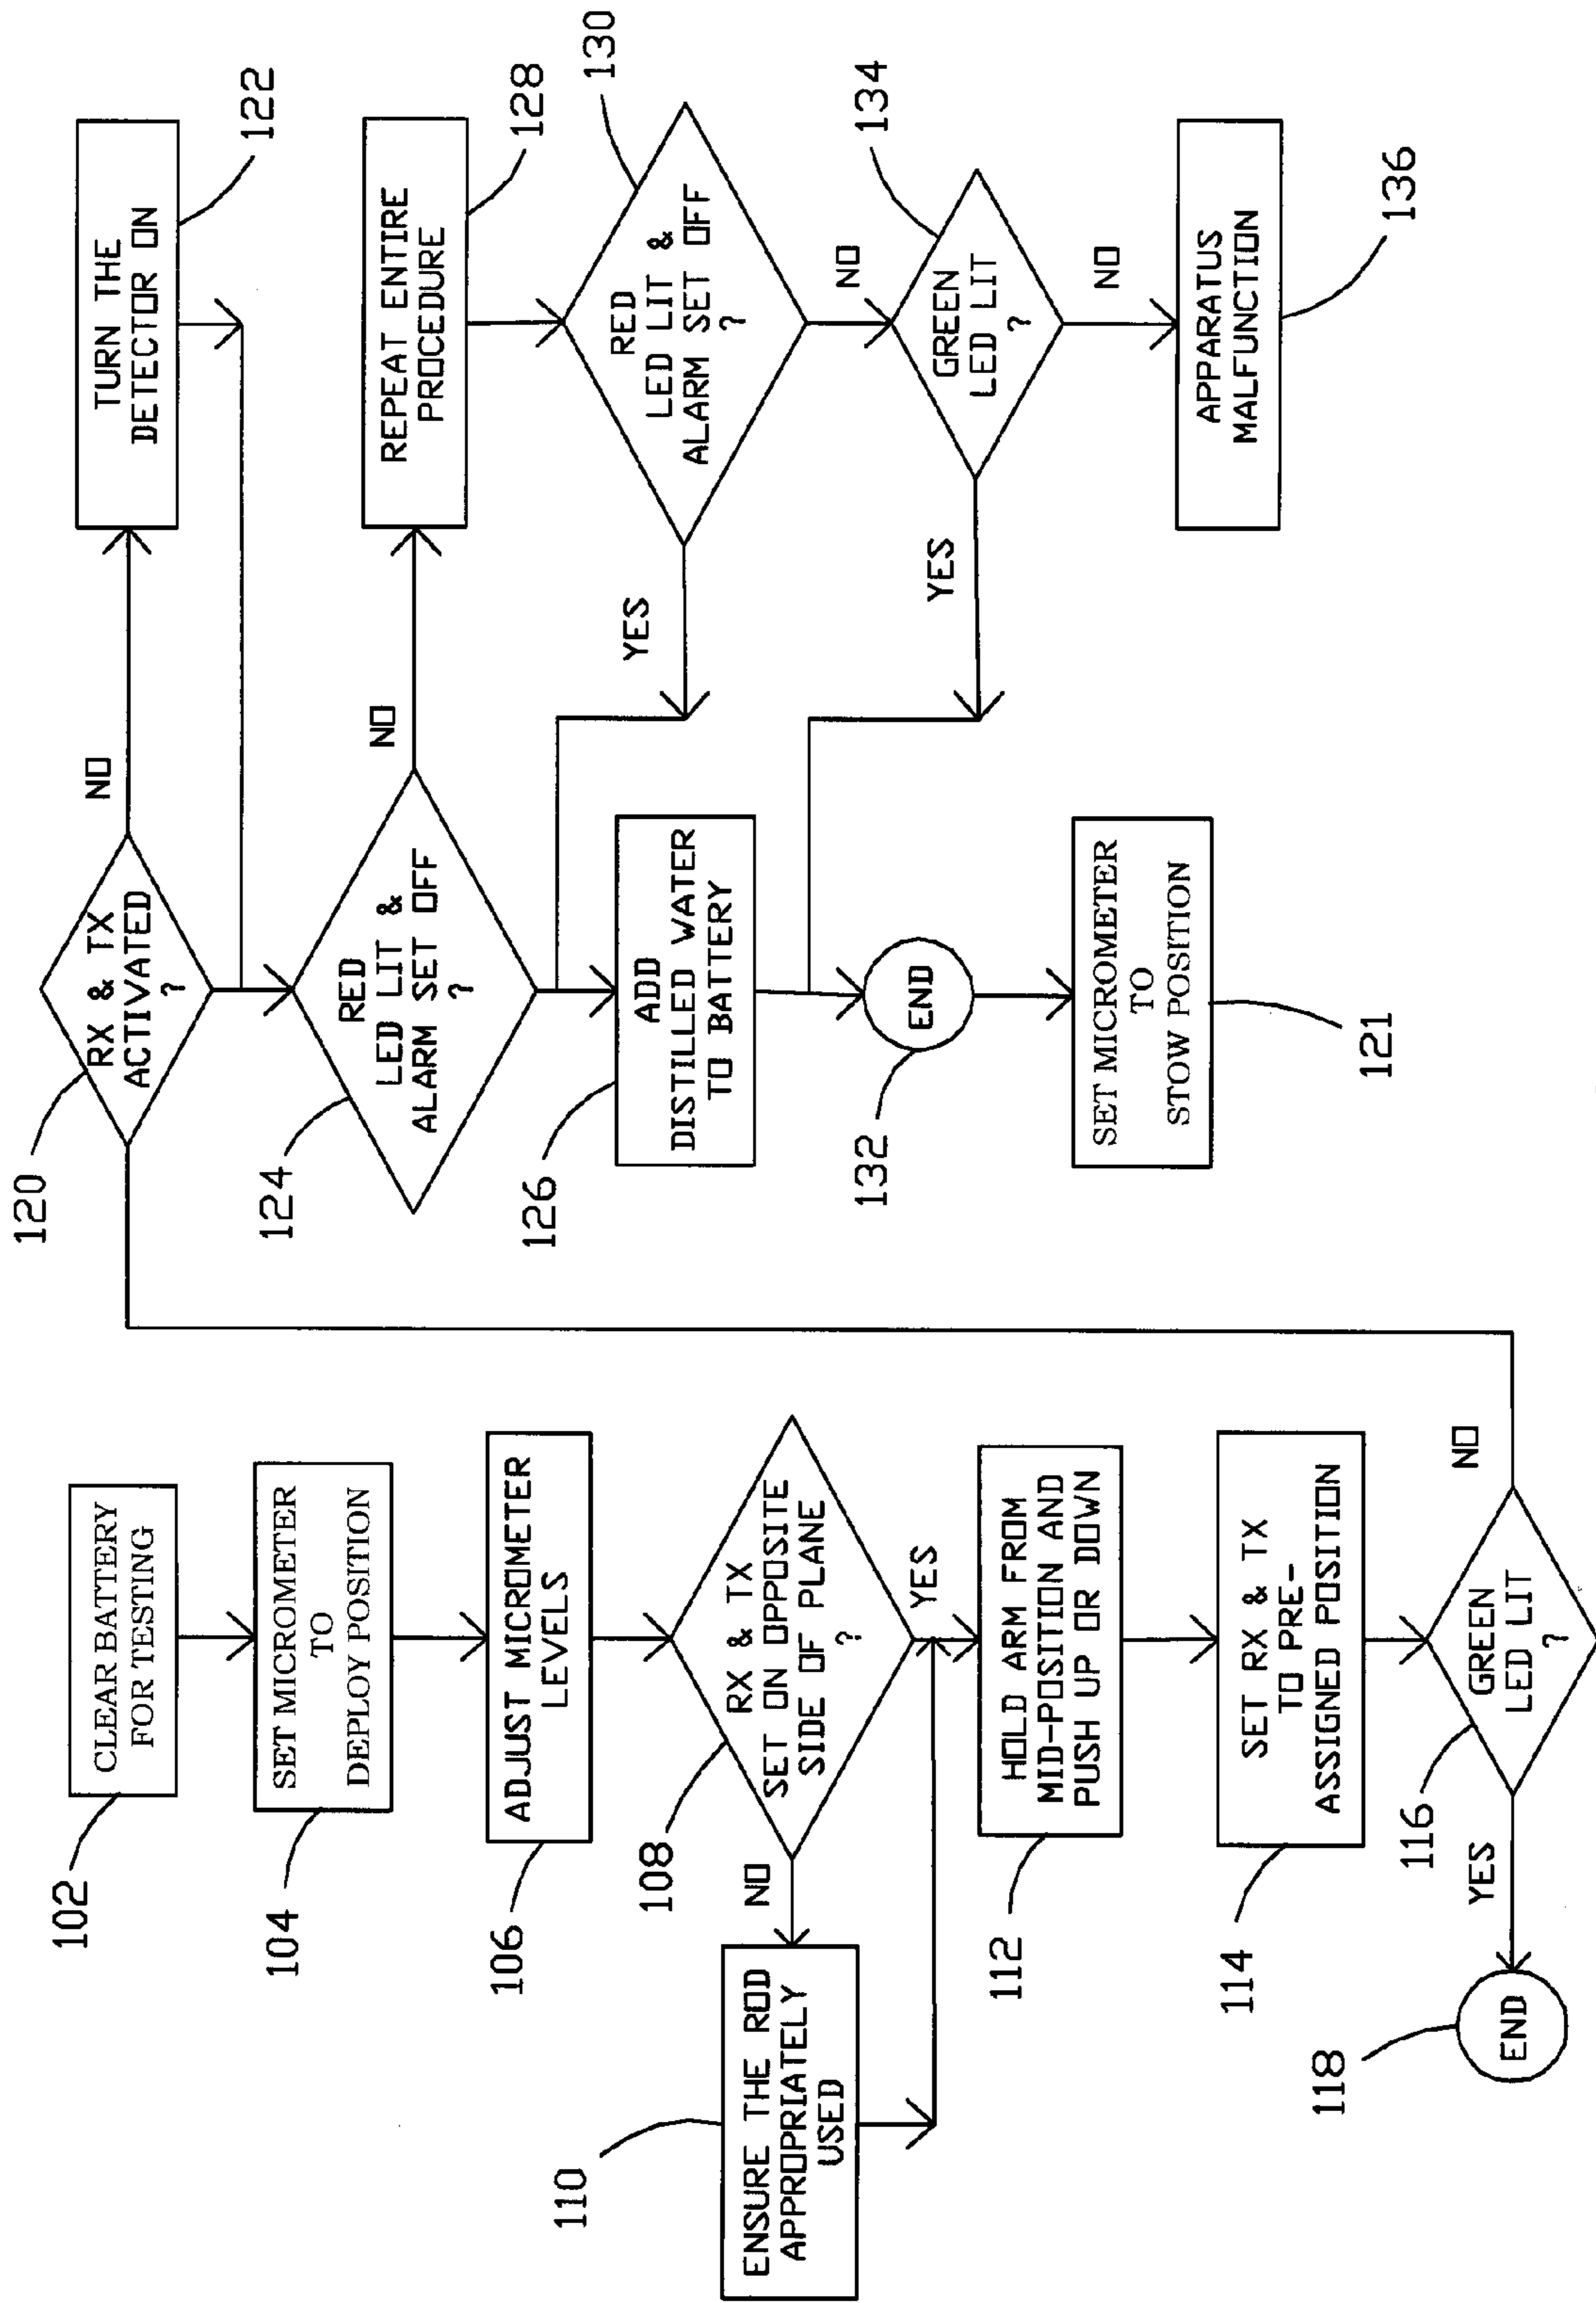 CLEAR BATTERY
FOR TESTING
102
SET MICROMETER
TO
DEPLOY POSITION
104
ADJUST MICROMETER
LEVELS
106
RX & TX
SET ON OPPOSITE
SIDE OF PLANE
?
108
NO
YES
ENSURE THE ROD
APPROPRIATELY
USED
110
HOLD ARM FROM
MID-POSITION AND
PUSH UP OR DOWN
112
SET RX & TX
TO PRE-
ASSIGNED POSITION
114
GREEN
LED LIT
?
116
YES
NO
END
118
120
RX & TX
ACTIVATED
?
NO
TURN THE
DETECTOR ON
122
124
RED
LED LIT &
ALARM SET OFF
?
NO
REPEAT ENTIRE
PROCEDURE
128
126
ADD
DISTILLED WATER
TO BATTERY
YES
RED
LED LIT &
ALARM SET OFF
?
130
NO
132
END
YES
GREEN
LED LIT
?
134
NO
SET MICROMETER
TO
STOW POSITION
121
APPARATUS
MALFUNCTION
136